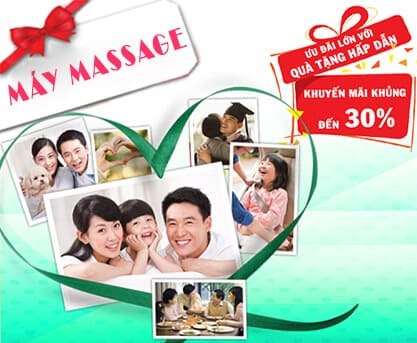 MÁY MASSAGE
ƯU ĐÃI LỚN VỚI
QUÀ TẶNG HẤP DẪN
KHUYẾN MÃI KHỦNG
ĐẾN 30%